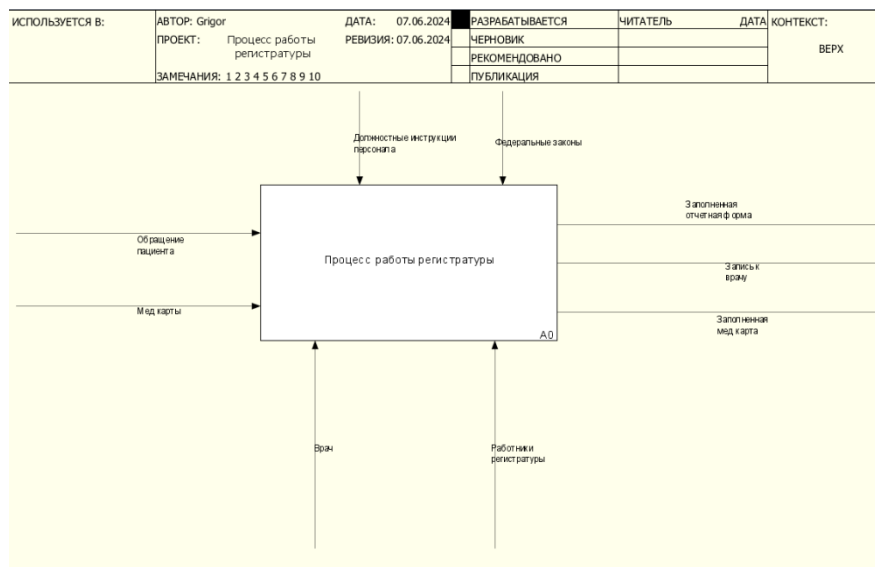 ИСПОЛЬЗУЕТСЯ В:
АВТОР: Grigor
ДАТА: 07.06.2024
РАЗРАБАТЫВАЕТСЯ
ЧИТАТЕЛЬ
ДАТА
КОНТЕКСТ:
ПРОЕКТ: Процесс работы
регистратуры
РЕВИЗИЯ: 07.06.2024
ЧЕРНОВИК
ВЕРХ
РЕКОМЕНДОВАНО
ЗАМЕЧАНИЯ: 1 2 3 4 5 6 7 8 9 10
ПУБЛИКАЦИЯ
Должностные инструкции
персонала
Федеральные законы
Заполненная
отчетная форма
Обращение
пациента
Процесс работы регистратуры
Запись к
врачу
Мед карты
Заполненная
мед карта
A0
Врач
Работники
регистратуры